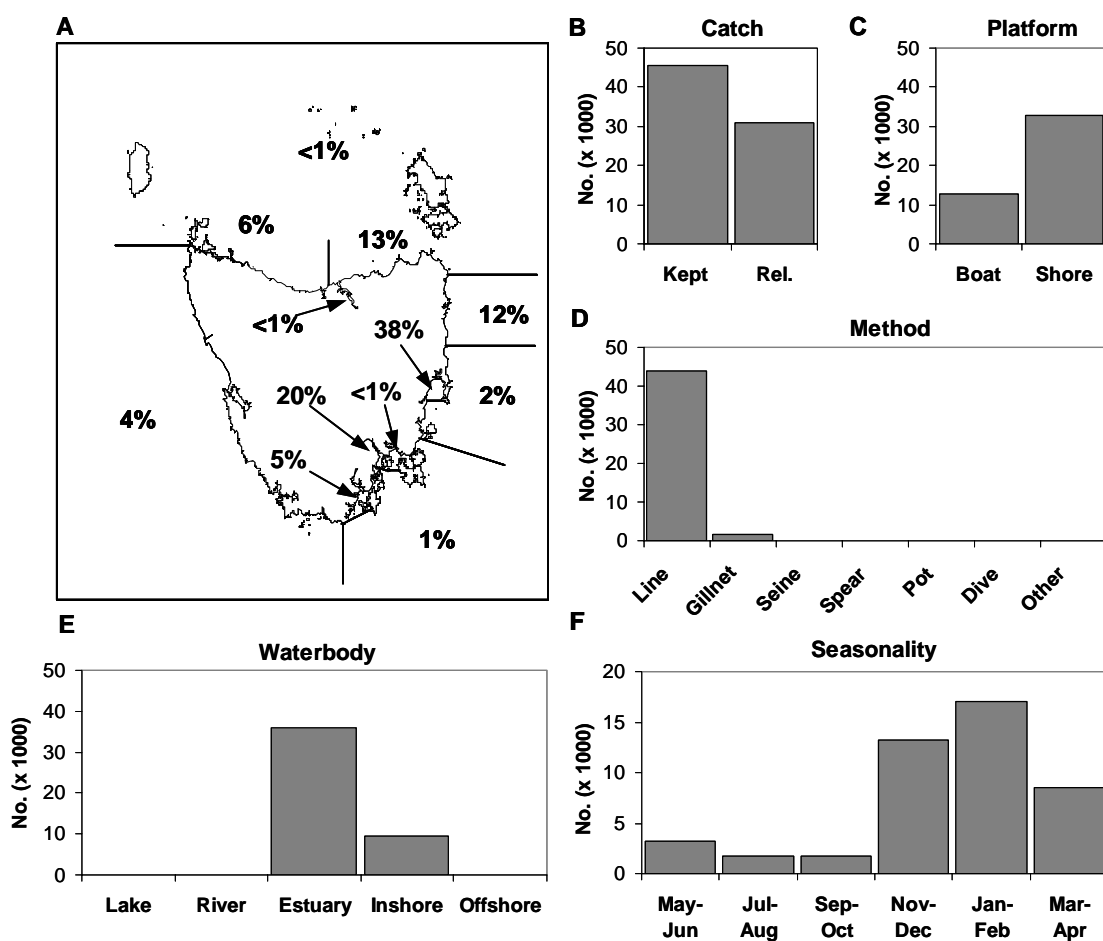 A
<1%
6%
13%
<1%
12%
38%
20%
<1%
2%
4%
5%
1%
B
Catch
No. (x 1000)
50
40
30
20
10
0
Kept Rel.
C
Platform
No. (x 1000)
50
40
30
20
10
0
Boat Shore
D
Method
No. (x 1000)
50
40
30
20
10
0
Line Gillnet Seine Spear Pot Dive Other
E
Waterbody
No. (x 1000)
50
40
30
20
10
0
Lake River Estuary Inshore Offshore
F
Seasonality
No. (x 1000)
20
15
10
5
0
May- Jul- Sep- Nov- Jan- Mar-
Jun Aug Oct Dec Feb Apr